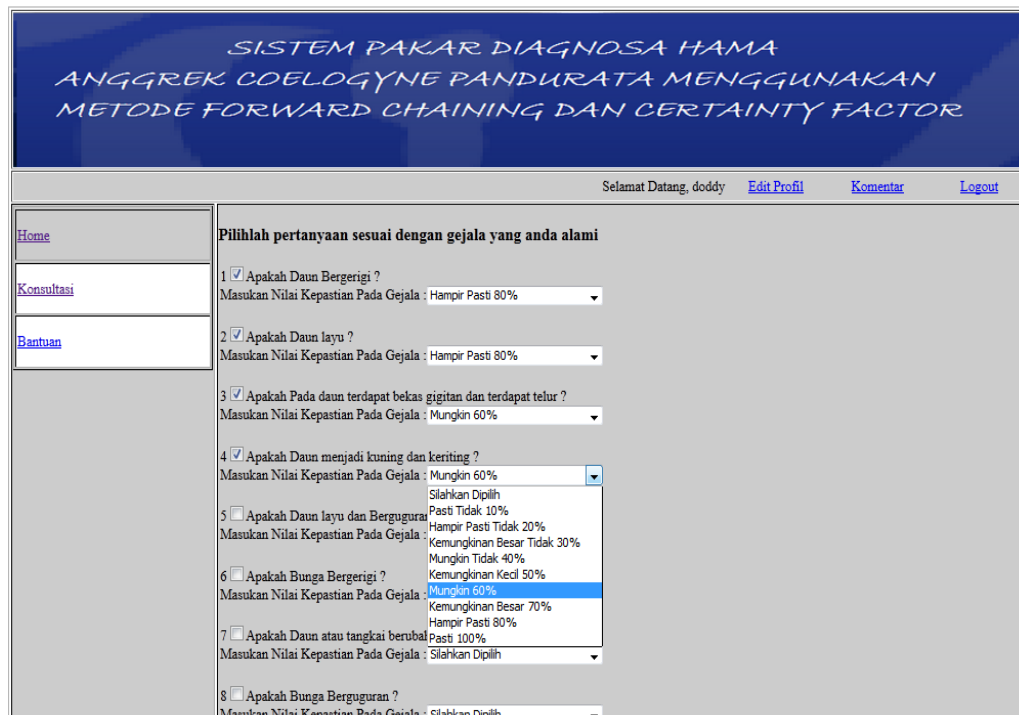 SISTEM PAKAR DIAGNOSA HAMA
ANGGREK COELOGYNE PANDURATA MENGGUNAKAN
METODE FORWARD CHAINING DAN CERTAINTY FACTOR
Selamat Datang, doddy Edit Profil Komentar Logout
Home
Konsultasi
Bantuan
Pilihlah pertanyaan sesuai dengan gejala yang anda alami
1 Apakah Daun Bergerigi ?
Masukan Nilai Kepastian Pada Gejala : Hampir Pasti 80%
2 Apakah Daun layu ?
Masukan Nilai Kepastian Pada Gejala : Hampir Pasti 80%
3 Apakah Pada daun terdapat bekas gigitan dan terdapat telur ?
Masukan Nilai Kepastian Pada Gejala : Mungkin 60%
4 Apakah Daun menjadi kuning dan keriting ?
Masukan Nilai Kepastian Pada Gejala : Mungkin 60%
Silahkan Dipilih
Pasti Tidak 10%
Hampir Pasti Tidak 20%
Kemungkinan Besar Tidak 30%
Mungkin Tidak 40%
Kemungkinan Kecil 50%
Mungkin 60%
Kemungkinan Besar 70%
Hampir Pasti 80%
Pasti 100%
5 Apakah Daun layu dan Berguguran
Masukan Nilai Kepastian Pada Gejala :
6 Apakah Bunga Bergerigi ?
Masukan Nilai Kepastian Pada Gejala :
7 Apakah Daun atau tangkai berubah
Masukan Nilai Kepastian Pada Gejala : Silahkan Dipilih
8 Apakah Bunga Berguguran ?
Masukan Nilai Kepastian Pada Gejala : Silahkan Dipilih